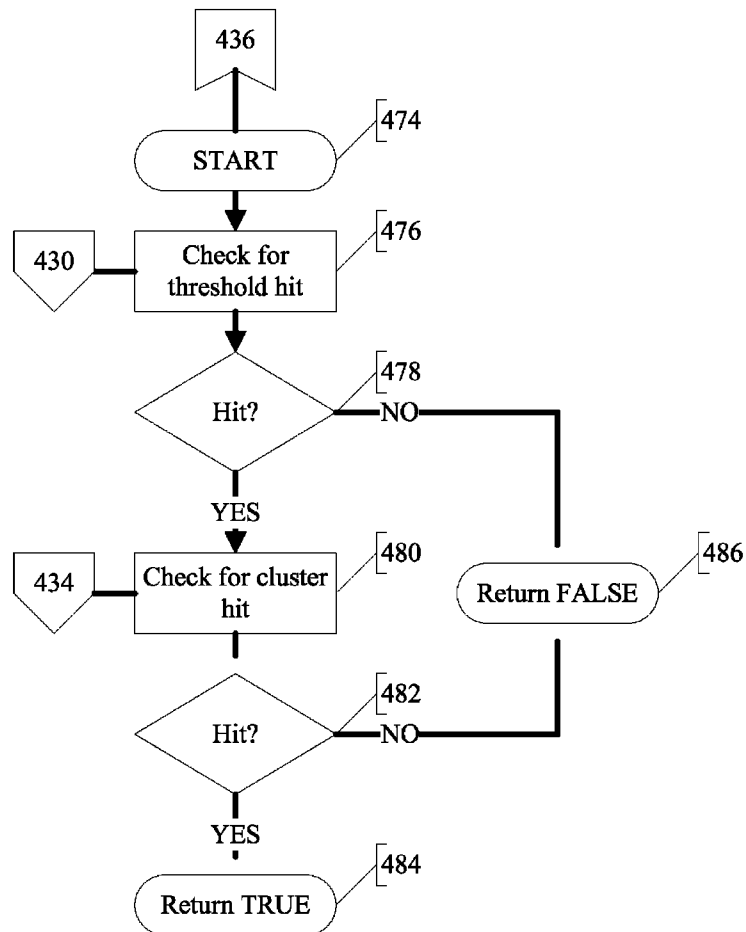 436
474
START
476
430
Check for
threshold hit
478
Hit?
NO
YES
480
434
Check for cluster
hit
486
Return FALSE
482
Hit?
NO
YES
484
Return TRUE